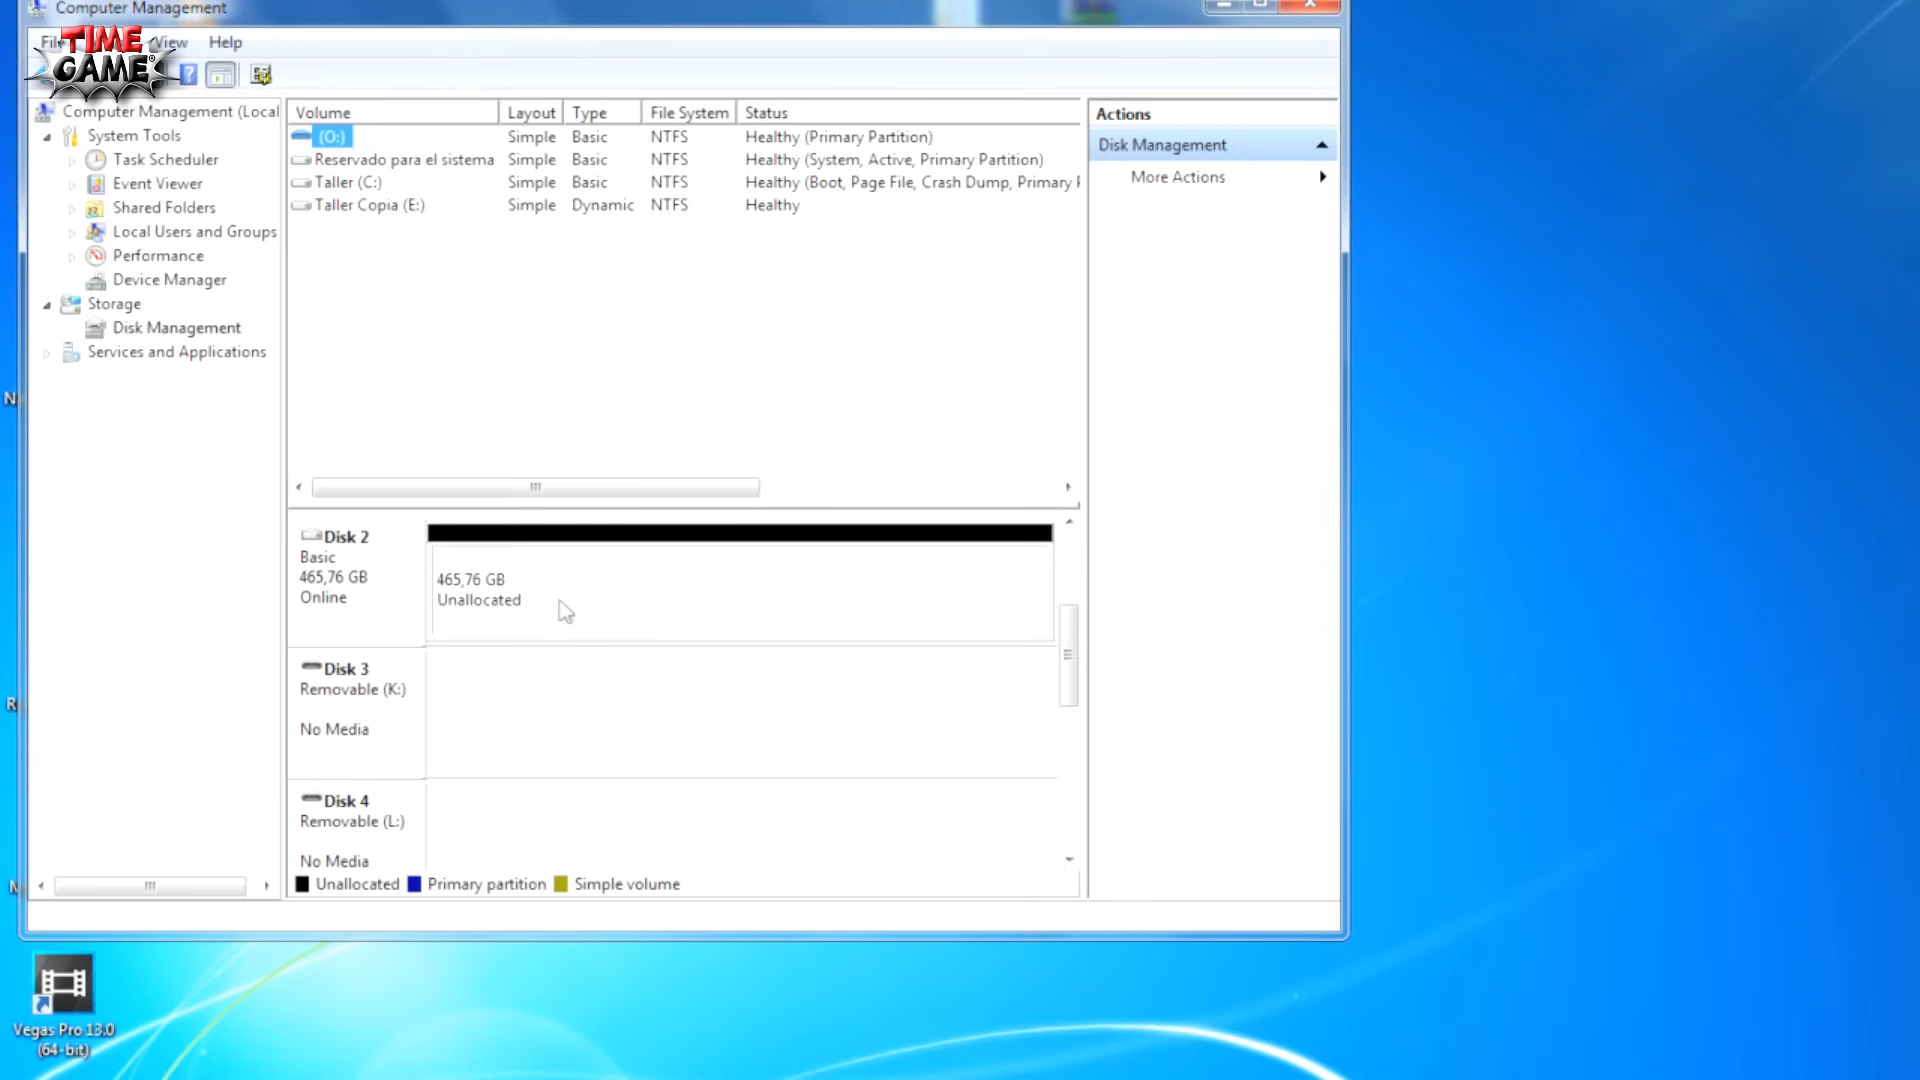 Computer Management
File View Help
TIME
GAME
Computer Management (Local
System Tools
Task Scheduler
Event Viewer
Shared Folders
Local Users and Groups
Performance
Device Manager
Storage
Disk Management
Services and Applications
Volume Layout Type File System Status
(O:) Simple Basic NTFS Healthy (Primary Partition)
Reservado para el sistema Simple Basic NTFS Healthy (System, Active, Primary Partition)
Taller (C:) Simple Basic NTFS Healthy (Boot, Page File, Crash Dump, Primary
Taller Copia (E:) Simple Dynamic NTFS Healthy
Actions
Disk Management
More Actions
Disk 2
Basic
465,76 GB
Online
465,76 GB
Unallocated
Disk 3
Removable (K:)
No Media
Disk 4
Removable (L:)
No Media
Unallocated Primary partition Simple volume
Vegas Pro 13.0
(64-bit)